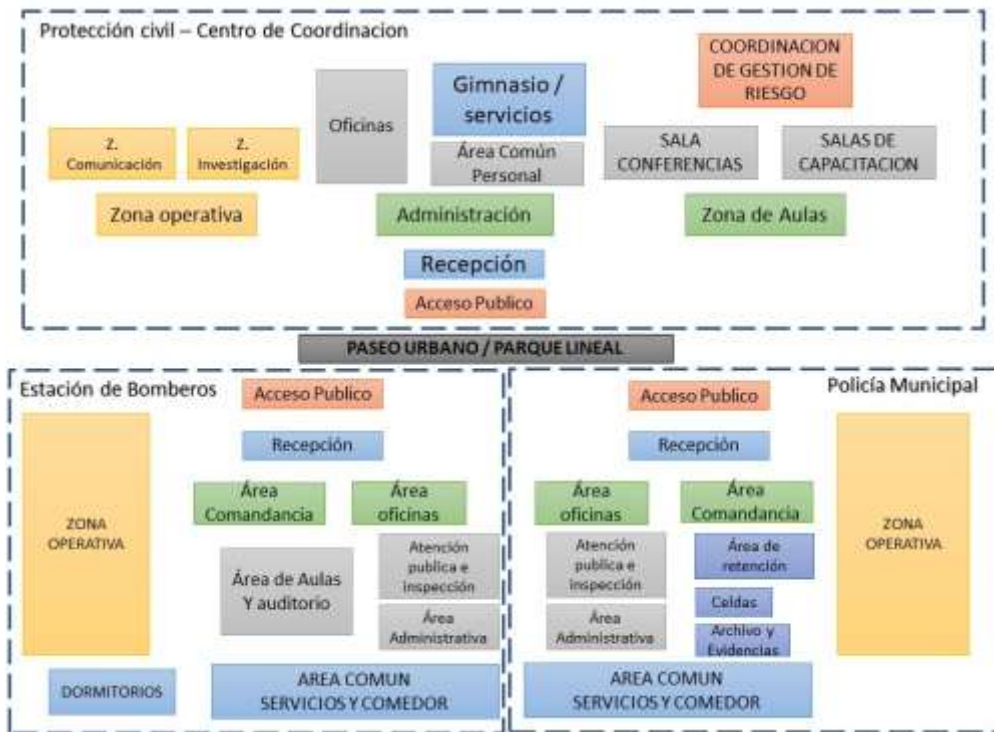 Protección civil – Centro de Coordinacion
COORDINACION
DE GESTION DE
RIESGO
Gimnasio /
servicios
Oficinas
Z.
Comunicación
Z.
Investigación
Área Común
Personal
SALA
CONFERENCIAS
SALAS DE
CAPACITACION
Zona operativa
Administración
Zona de Aulas
Recepción
Acceso Publico
PASEO URBANO / PARQUE LINEAL
Estación de Bomberos
Acceso Publico
Recepción
ZONA
OPERATIVA
Área
Comandancia
Área
oficinas
Área de Aulas
Y auditorio
Atención
publica e
inspección
Área
Administrativa
DORMITORIOS
AREA COMUN
SERVICIOS Y COMEDOR
Policía Municipal
Acceso Publico
Recepción
Área
oficinas
Área
Comandancia
ZONA
OPERATIVA
Atención
publica e
inspección
Área de
retención
Celdas
Área
Administrativa
Archivo y
Evidencias
AREA COMUN
SERVICIOS Y COMEDOR